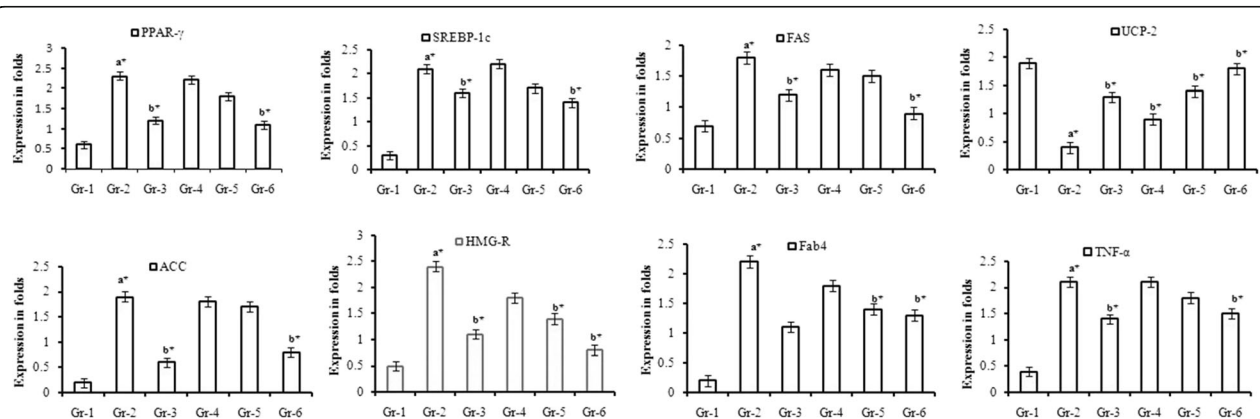 PPAR-γ
Expression in folds
3
2.5
2
1.5
1
0.5
0
a*
b*
b*
Gr-1 Gr-2 Gr-3 Gr-4 Gr-5 Gr-6
SREBP-1c
Expression in folds
2.5
2
1.5
1
0.5
0
a*
b*
b*
Gr-1 Gr-2 Gr-3 Gr-4 Gr-5 Gr-6
FAS
Expression in folds
2
1.5
1
0.5
0
a*
b*
b*
Gr-1 Gr-2 Gr-3 Gr-4 Gr-5 Gr-6
UCP-2
Expression in folds
2.5
2
1.5
1
0.5
0
a*
b*
b*
b*
b*
Gr-1 Gr-2 Gr-3 Gr-4 Gr-5 Gr-6
ACC
Expression in folds
2.5
2
1.5
1
0.5
0
a*
b*
b*
Gr-1 Gr-2 Gr-3 Gr-4 Gr-5 Gr-6
HMG-R
Expression in folds
3
2.5
2
1.5
1
0.5
0
a*
b*
b*
b*
Gr-1 Gr-2 Gr-3 Gr-4 Gr-5 Gr-6
Fab4
Expression in folds
2.5
2
1.5
1
0.5
0
a*
b*
b*
Gr-1 Gr-2 Gr-3 Gr-4 Gr-5 Gr-6
TNF-α
Expression in folds
2.5
2
1.5
1
0.5
0
a*
b*
b*
Gr-1 Gr-2 Gr-3 Gr-4 Gr-5 Gr-6